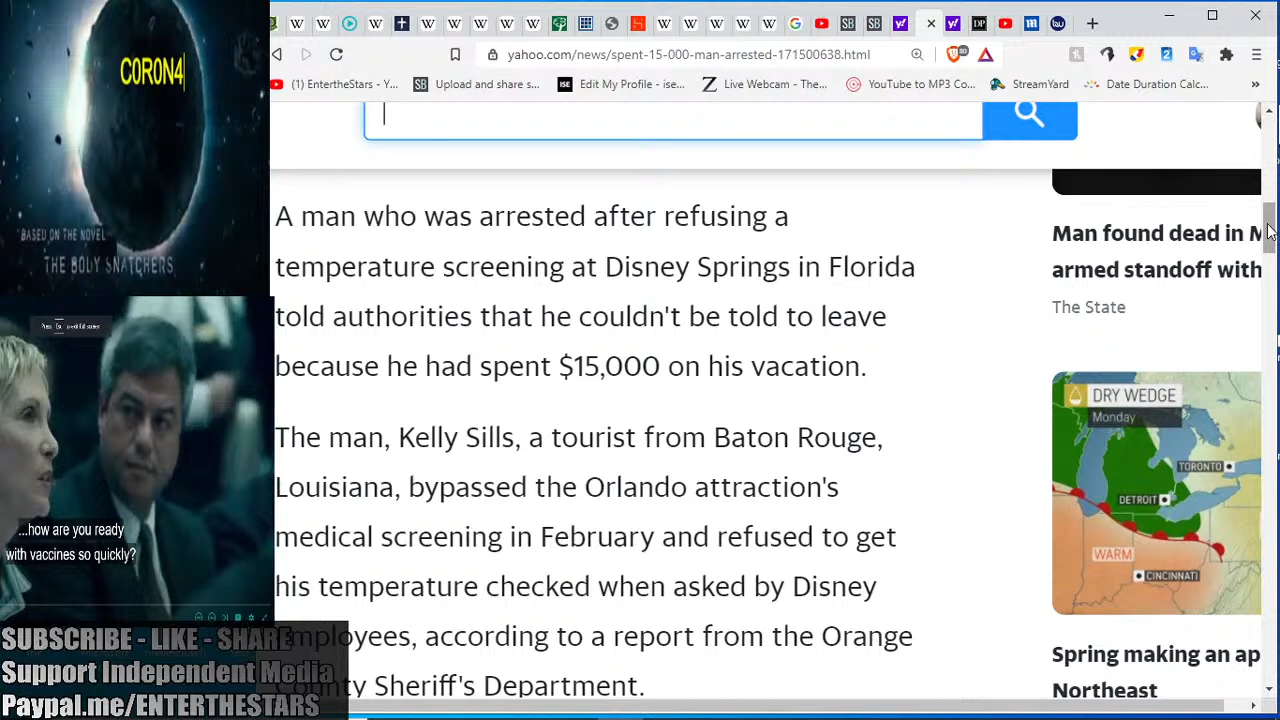 CORON4
"BASED ON THE NOVEL
THE BODY SNATCHERS"
...how are you ready
with vaccines so quickly?
SUBSCRIBE - LIKE - SHARE
Support Independent Media
Paypal.me/ENTERTHESTARS
yahoo.com/news/spent-15-000-man-arrested-171500638.html
(1) EntertheStars - Y...
Upload and share s...
Edit My Profile - ise...
Live Webcam - The...
YouTube to MP3 Co...
StreamYard
Date Duration Calc...
A man who was arrested after refusing a
temperature screening at Disney Springs in Florida
told authorities that he couldn't be told to leave
because he had spent $15,000 on his vacation.
The man, Kelly Sills, a tourist from Baton Rouge,
Louisiana, bypassed the Orlando attraction's
medical screening in February and refused to get
his temperature checked when asked by Disney
employees, according to a report from the Orange
County Sheriff's Department.
Man found dead in M
armed standoff with
The State
DRY WEDGE
Monday
TORONTO
DETROIT
WARM
CINCINNATI
Spring making an ap
Northeast